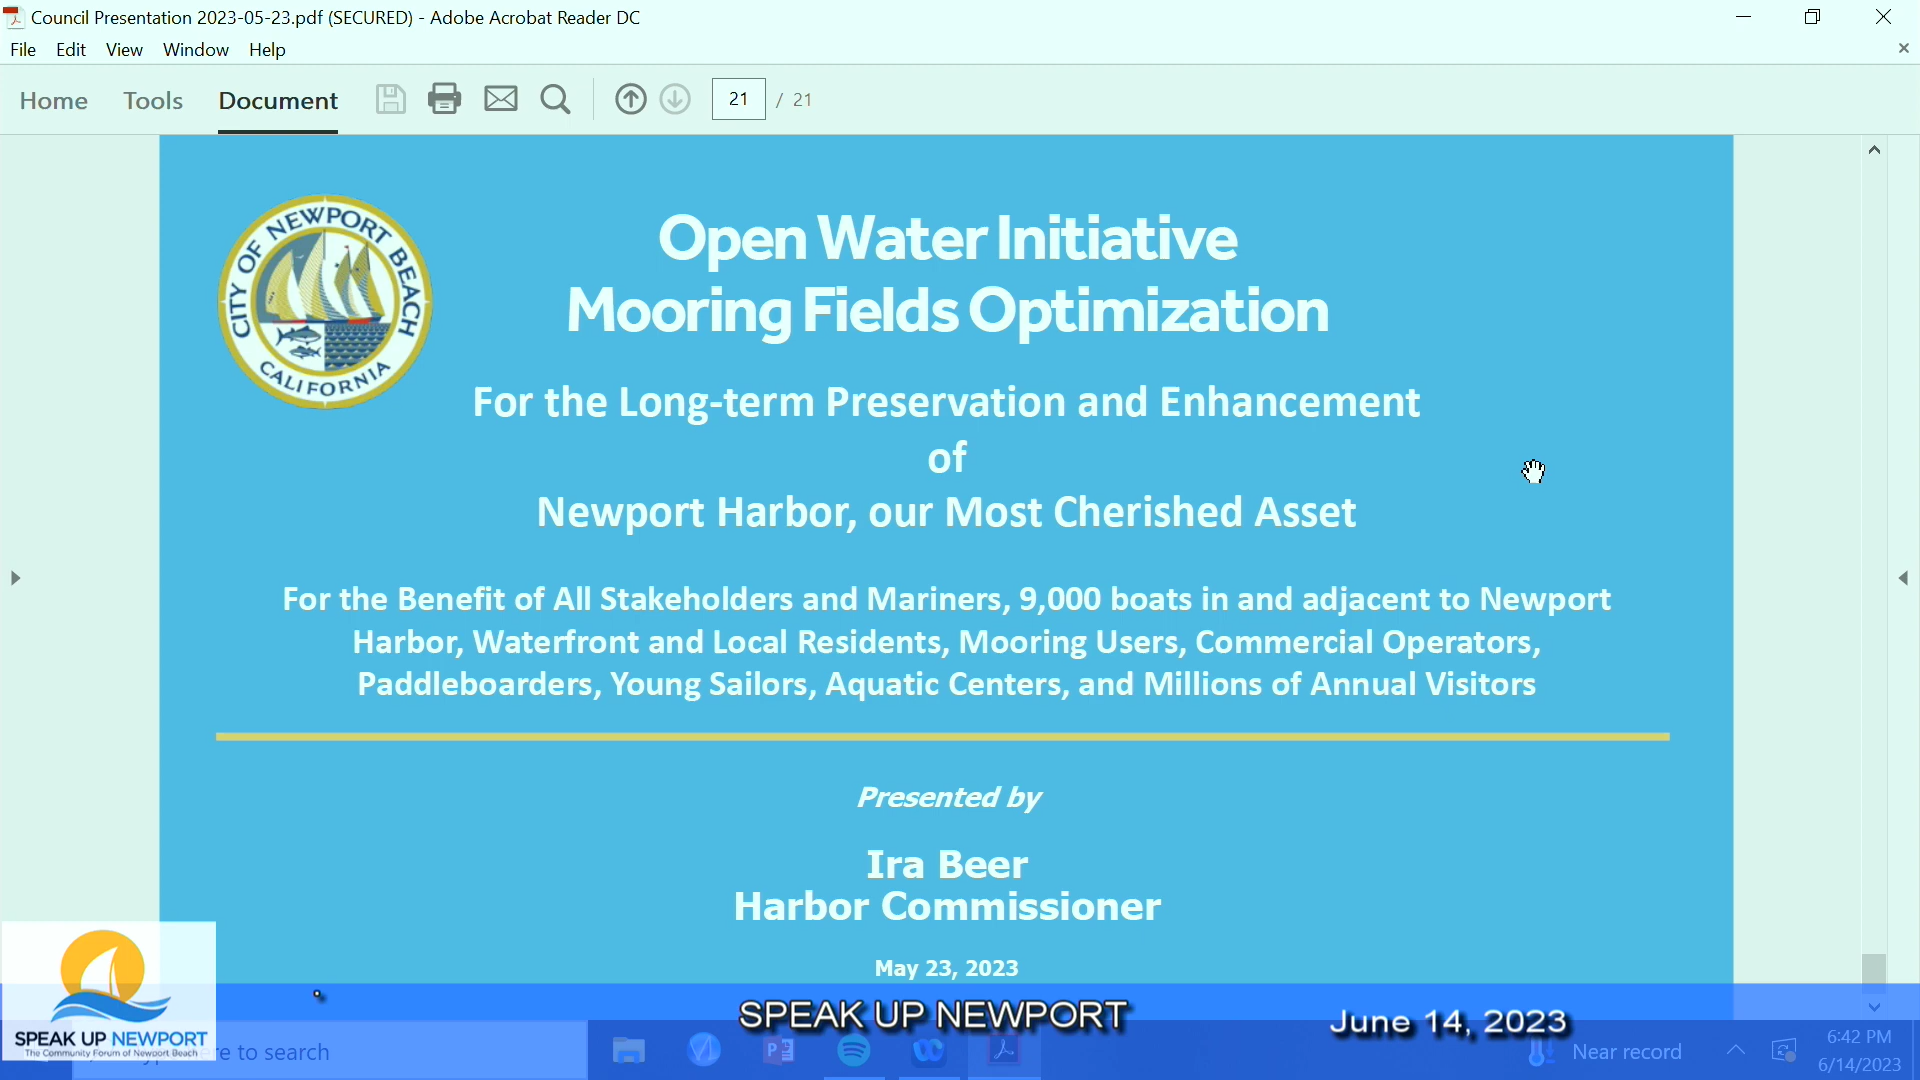 Council Presentation 2023-05-23.pdf (SECURED) - Adobe Acrobat Reader DC
File Edit View Window Help
Home Tools Document 21 / 21
CITY OF NEWPORT BEACH
CALIFORNIA
Open Water Initiative
Mooring Fields Optimization
For the Long-term Preservation and Enhancement
of
Newport Harbor, our Most Cherished Asset
For the Benefit of All Stakeholders and Mariners, 9,000 boats in and adjacent to Newport
Harbor, Waterfront and Local Residents, Mooring Users, Commercial Operators,
Paddleboarders, Young Sailors, Aquatic Centers, and Millions of Annual Visitors
Presented by
Ira Beer
Harbor Commissioner
May 23, 2023
SPEAK UP NEWPORT
June 14, 2023
SPEAK UP NEWPORT
The Community Forum of Newport Beach
to search
Near record
6:42 PM
6/14/2023